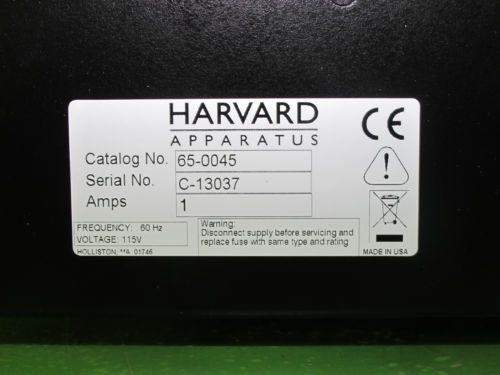 HARVARD
APPARATUS
CE
Catalog No. 65-0045
Serial No. C-13037
Amps 1
FREQUENCY: 60 Hz
VOLTAGE: 115V
HOLLISTON, MA 01746
Warning:
Disconnect supply before servicing and
replace fuse with same type and rating
MADE IN USA